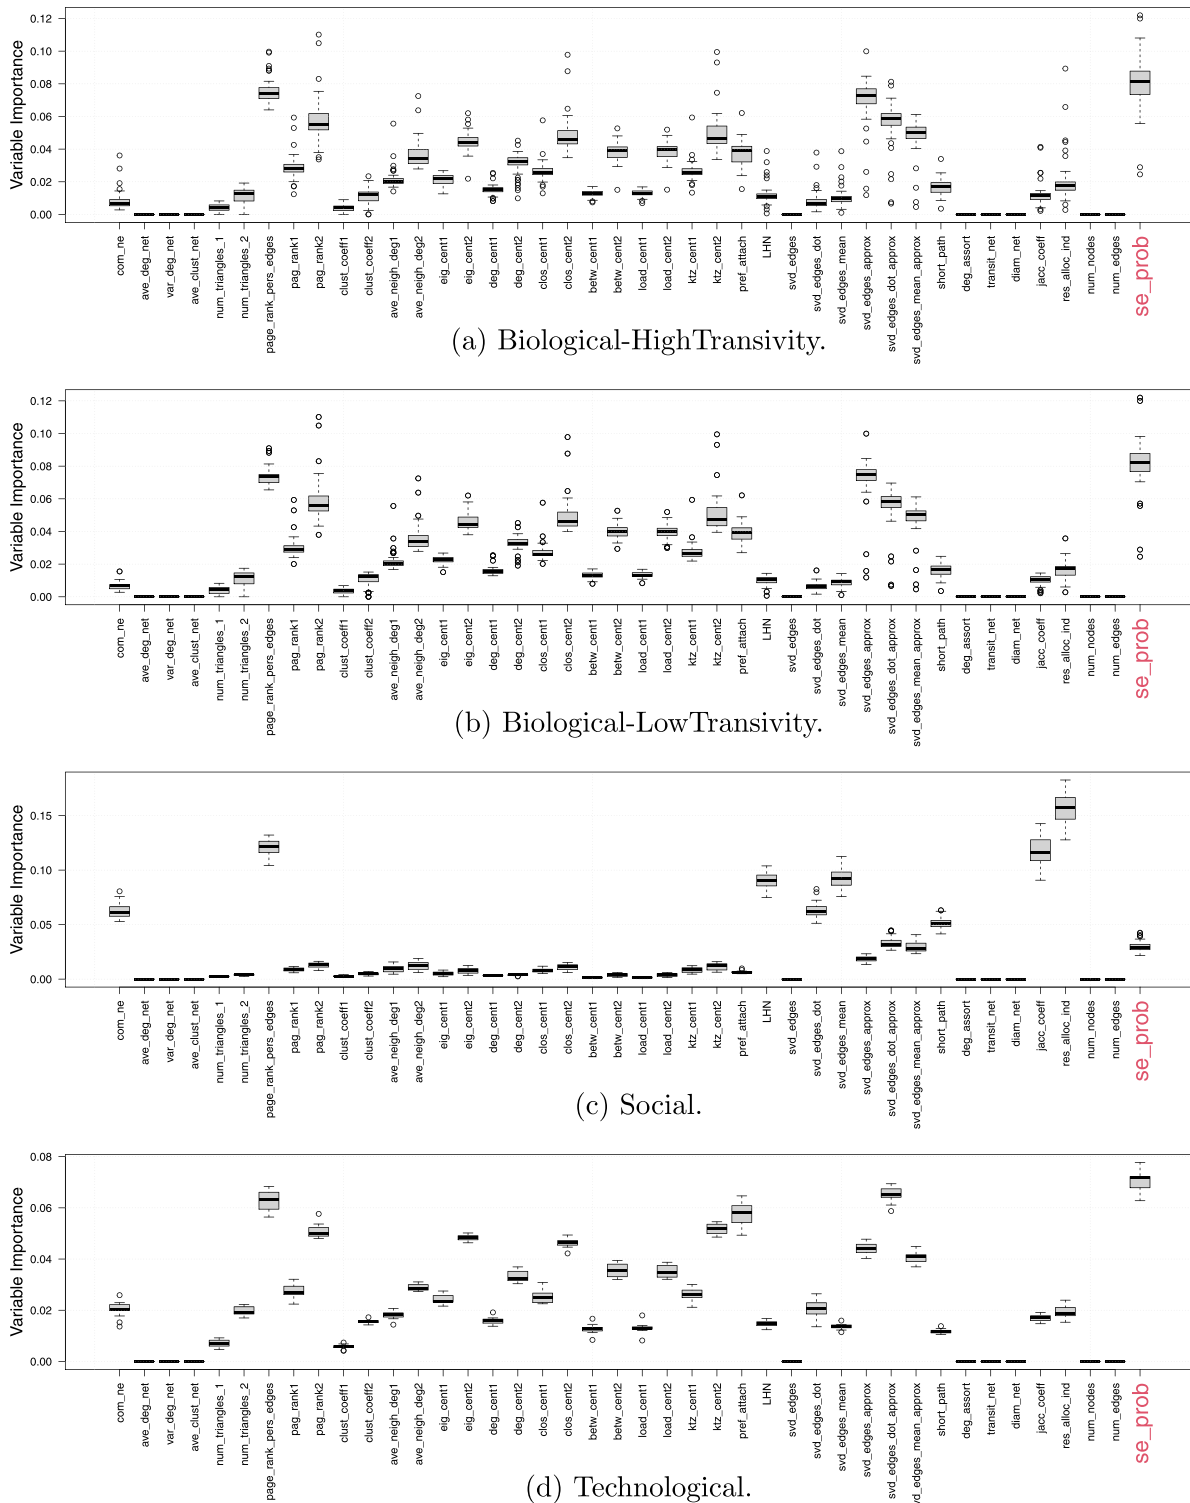 Variable Importance
0.12
0.10
0.08
0.06
0.04
0.02
0.00
com_ne
ave_deg_net
var_deg_net
ave_clust_net
num_triangles_1
num_triangles_2
page_rank_pers_edges
pag_rank1
pag_rank2
clust_coeff1
clust_coeff2
ave_neigh_deg1
ave_neigh_deg2
eig_cent1
eig_cent2
deg_cent1
deg_cent2
clos_cent1
clos_cent2
betw_cent1
betw_cent2
load_cent1
load_cent2
ktz_cent1
ktz_cent2
pref_attach
LHN
svd_edges
svd_edges_dot
svd_edges_mean
svd_edges_approx
svd_edges_dot_approx
svd_edges_mean_approx
short_path
deg_assort
transit_net
diam_net
jacc_coeff
res_alloc_ind
num_nodes
num_edges
se_prob
(a) Biological-HighTransivity.
Variable Importance
0.12
0.10
0.08
0.06
0.04
0.02
0.00
com_ne
ave_deg_net
var_deg_net
ave_clust_net
num_triangles_1
num_triangles_2
page_rank_pers_edges
pag_rank1
pag_rank2
clust_coeff1
clust_coeff2
ave_neigh_deg1
ave_neigh_deg2
eig_cent1
eig_cent2
deg_cent1
deg_cent2
clos_cent1
clos_cent2
betw_cent1
betw_cent2
load_cent1
load_cent2
ktz_cent1
ktz_cent2
pref_attach
LHN
svd_edges
svd_edges_dot
svd_edges_mean
svd_edges_approx
svd_edges_dot_approx
svd_edges_mean_approx
short_path
deg_assort
transit_net
diam_net
jacc_coeff
res_alloc_ind
num_nodes
num_edges
se_prob
(b) Biological-LowTransivity.
Variable Importance
0.15
0.10
0.05
0.00
com_ne
ave_deg_net
var_deg_net
ave_clust_net
num_triangles_1
num_triangles_2
page_rank_pers_edges
pag_rank1
pag_rank2
clust_coeff1
clust_coeff2
ave_neigh_deg1
ave_neigh_deg2
eig_cent1
eig_cent2
deg_cent1
deg_cent2
clos_cent1
clos_cent2
betw_cent1
betw_cent2
load_cent1
load_cent2
ktz_cent1
ktz_cent2
pref_attach
LHN
svd_edges
svd_edges_dot
svd_edges_mean
svd_edges_approx
svd_edges_dot_approx
svd_edges_mean_approx
short_path
deg_assort
transit_net
diam_net
jacc_coeff
res_alloc_ind
num_nodes
num_edges
se_prob
(c) Social.
Variable Importance
0.08
0.06
0.04
0.02
0.00
com_ne
ave_deg_net
var_deg_net
ave_clust_net
num_triangles_1
num_triangles_2
page_rank_pers_edges
pag_rank1
pag_rank2
clust_coeff1
clust_coeff2
ave_neigh_deg1
ave_neigh_deg2
eig_cent1
eig_cent2
deg_cent1
deg_cent2
clos_cent1
clos_cent2
betw_cent1
betw_cent2
load_cent1
load_cent2
ktz_cent1
ktz_cent2
pref_attach
LHN
svd_edges
svd_edges_dot
svd_edges_mean
svd_edges_approx
svd_edges_dot_approx
vd_edges_mean_approx
short_path
deg_assort
transit_net
diam_net
jacc_coeff
res_alloc_ind
num_nodes
num_edges
se_prob
(d) Technological.